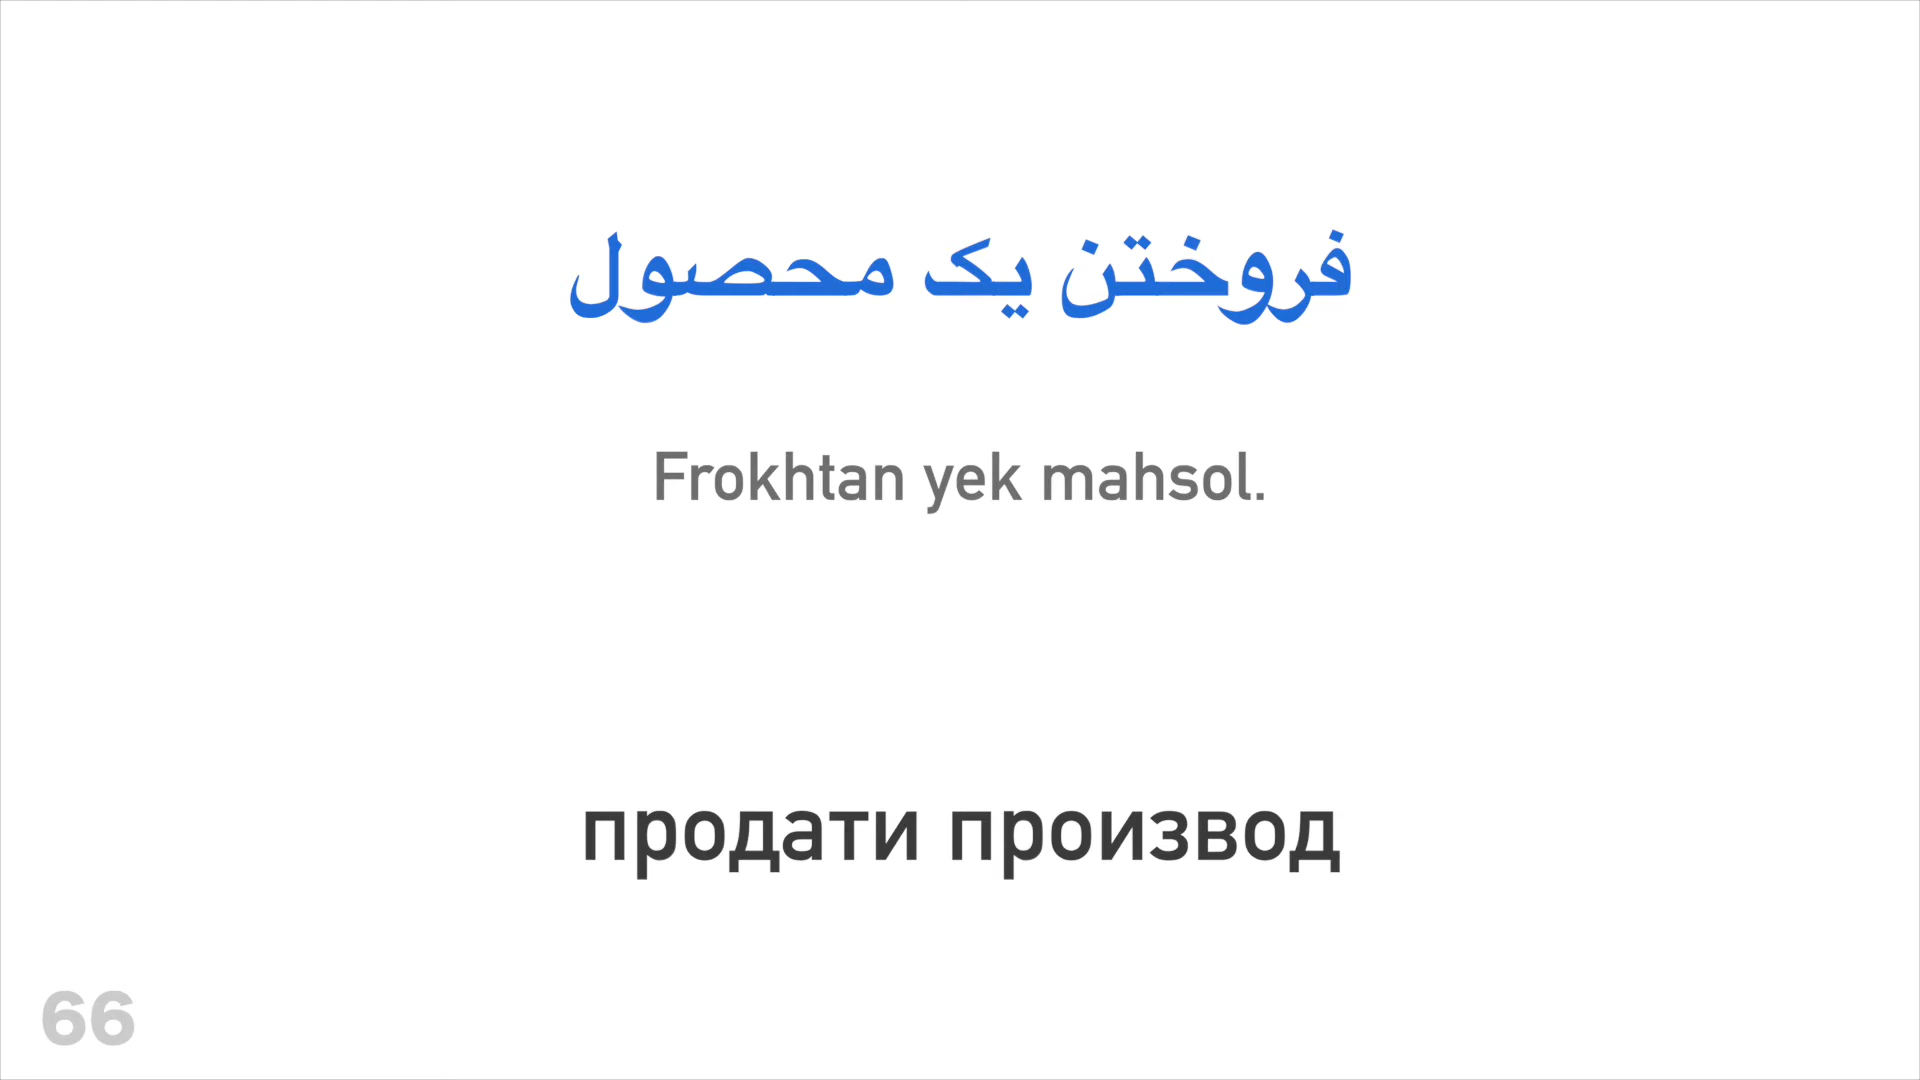 فروختن یک محصول
Frokhtan yek mahsol.
продати производ
66